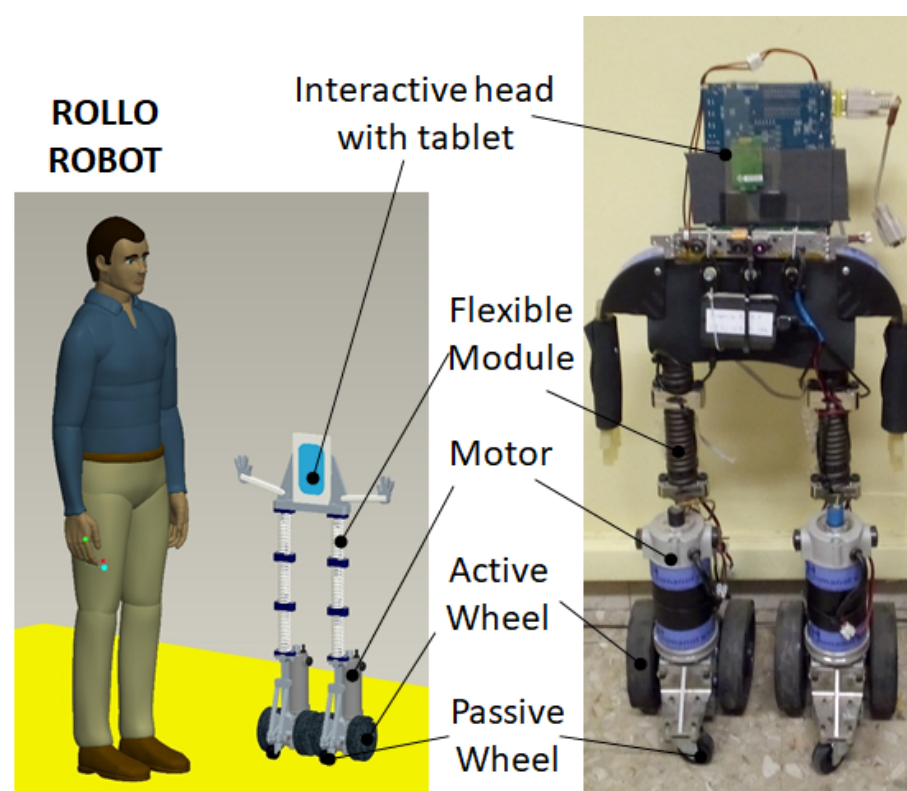 ROLLO
ROBOT
Interactive head
with tablet
Flexible
Module
Motor
Active
Wheel
Passive
Wheel